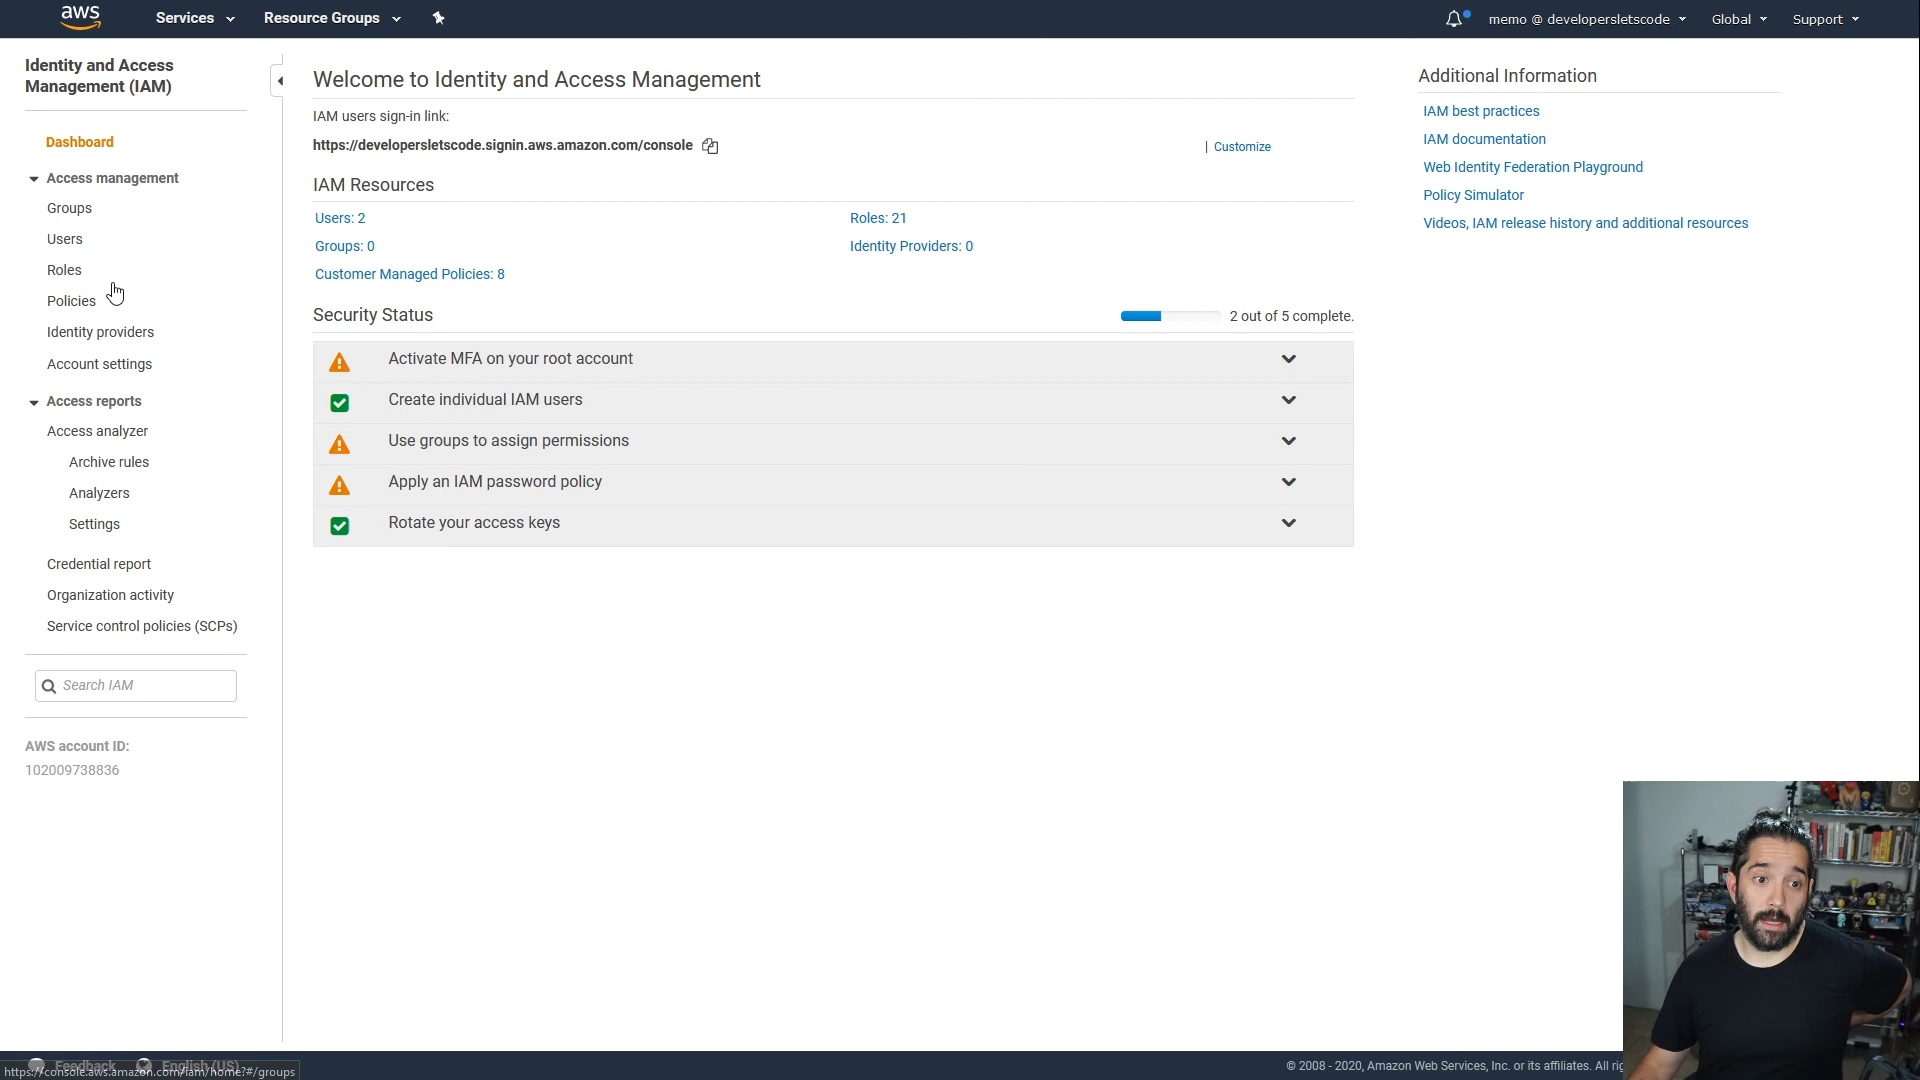 aws
Services
Resource Groups
memo @ developersletscode
Global
Support
Identity and Access
Management (IAM)
Dashboard
Access management
Groups
Users
Roles
Policies
Identity providers
Account settings
Access reports
Access analyzer
Archive rules
Analyzers
Settings
Credential report
Organization activity
Service control policies (SCPs)
Search IAM
AWS account ID:
102009738836
Welcome to Identity and Access Management
IAM users sign-in link:
https://developersletscode.signin.aws.amazon.com/console
| Customize
IAM Resources
Users: 2
Roles: 21
Groups: 0
Identity Providers: 0
Customer Managed Policies: 8
Security Status
2 out of 5 complete.
Activate MFA on your root account
Create individual IAM users
Use groups to assign permissions
Apply an IAM password policy
Rotate your access keys
Additional Information
IAM best practices
IAM documentation
Web Identity Federation Playground
Policy Simulator
Videos, IAM release history and additional resources
Feedback
English (US)
https://console.aws.amazon.com/iam/home?#/groups
© 2008 - 2020, Amazon Web Services, Inc. or its affiliates. All rig